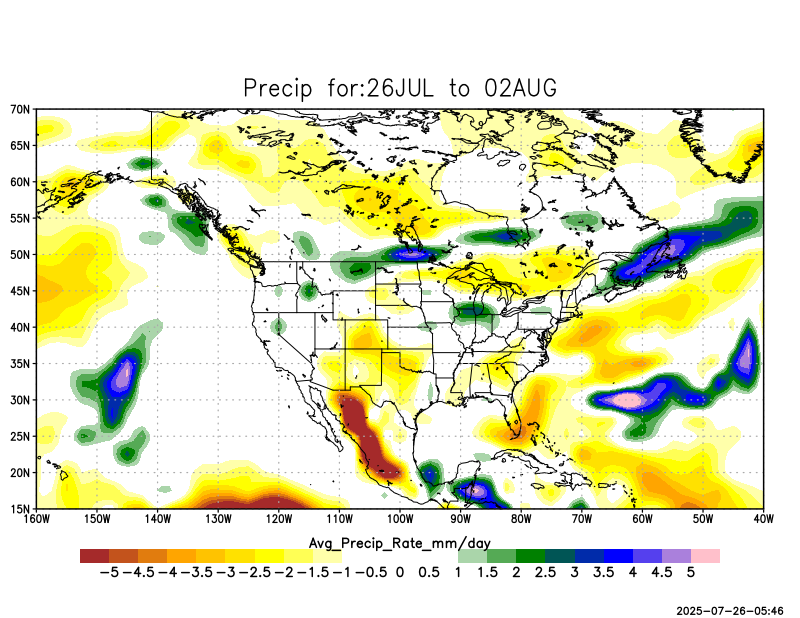 Precip for:26JUL to 02AUG
70N
65N
60N
55N
50N
45N
40N
35N
30N
25N
20N
15N
160W 150W 140W 130W 120W 110W 100W 90W 80W 70W 60W 50W 40W
Avg_Precip_Rate_mm/day
-5 -4.5 -4 -3.5 -3 -2.5 -2 -1.5 -1 -0.5 0 0.5 1 1.5 2 2.5 3 3.5 4 4.5 5
2025-07-26-05:46